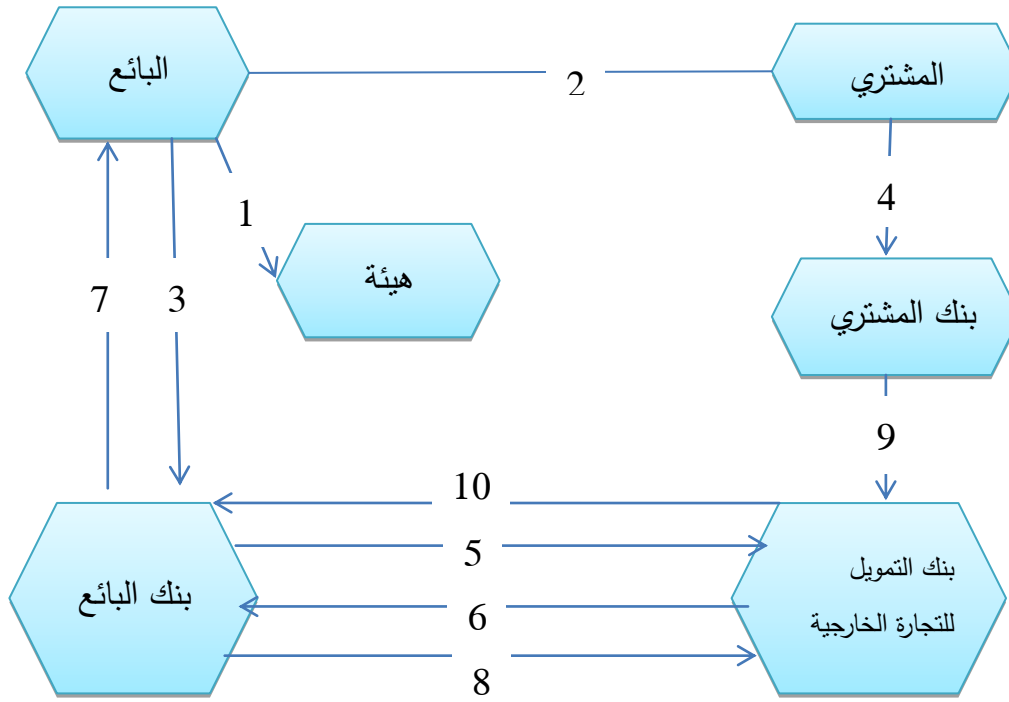 البائع
المشتري
2
1
4
هيئة
بنك المشتري
7
3
9
10
5
بنك البائع
بنك التمويل
للتجارة الخارجية
6
8